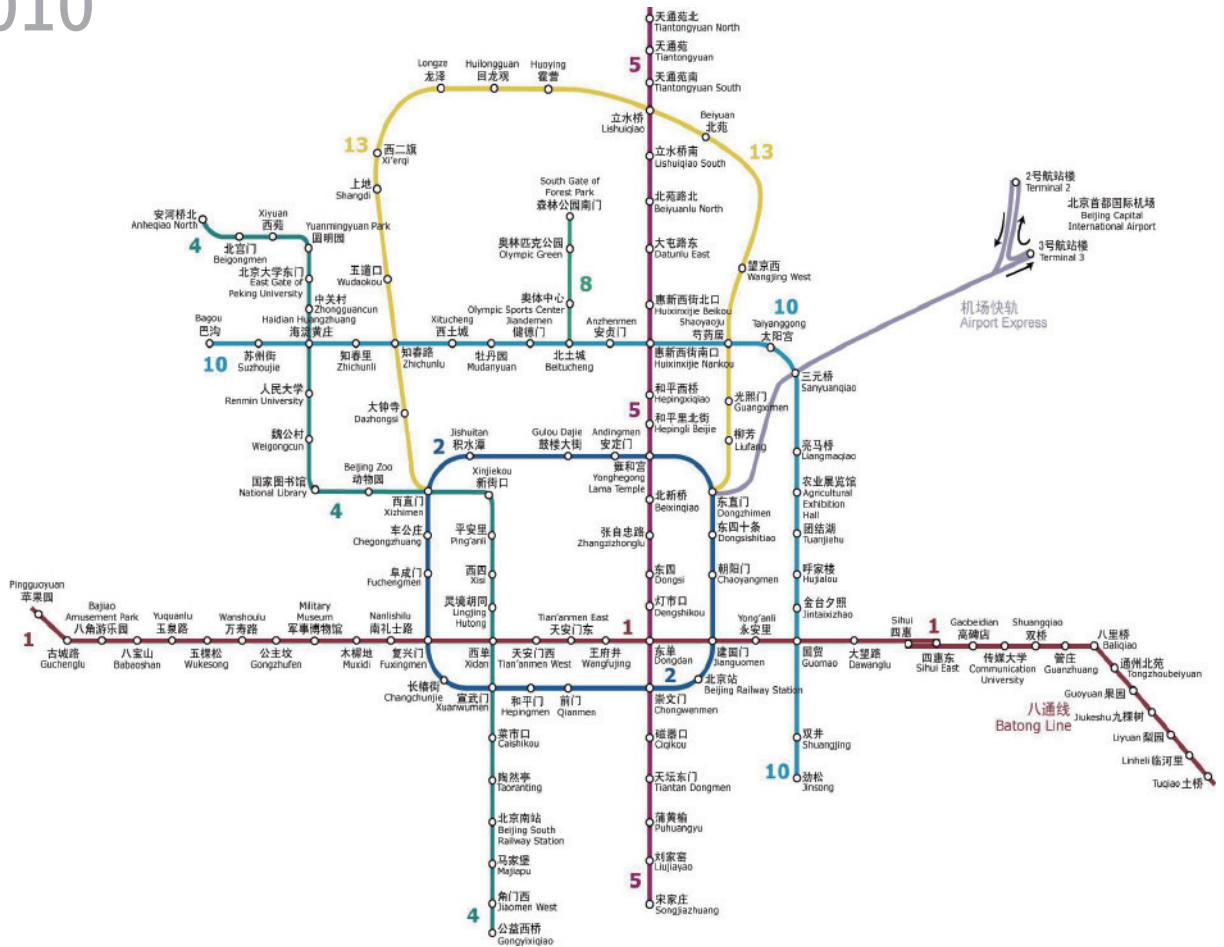 010
天通苑北
Tiantongyuan North
天通苑
Tiantongyuan
5
天通苑南
Tiantongyuan South
Longze
龙泽
Huilongguan
回龙观
Huoying
霍营
立水桥
Lishuiqiao
Beiyuan
北苑
13
西二旗
Xi'erqi
13
立水桥南
Lishuiqiao South
上地
Shangdi
South Gate of
Forest Park
森林公园南门
北苑路北
Beiyuanlu North
2号航站楼
Terminal 2
北京首都国际机场
Beijing Capital
International Airport
3号航站楼
Terminal 3
安河桥北
Anheqiao North
Xiyuan
西苑
Yuanmingyuan Park
圆明园
4
北宫门
Beigongmen
奥林匹克公园
Olympic Green
大屯路东
Datunlu East
北京大学东门
East Gate of
Peking University
五道口
Wudaokou
8
望京西
Wangjing West
中关村
Zhongguancun
奥体中心
Olympic Sports Center
惠新西街北口
Huixinxijie Beikou
10
机场快轨
Airport Express
Bagou
巴沟
Haidian Huangzhuang
海淀黄庄
Xitucheng
西土城
Jiandemen
健德门
Anzhenmen
安贞门
Shaoyaoju
芍药居
Taiyanggong
太阳宫
10
苏州街
Suzhoujie
知春里
Zhichunli
知春路
Zhichunlu
牡丹园
Mudanyuan
北土城
Beitucheng
惠新西街南口
Huixinxijie Nankou
三元桥
Sanyuanqiao
人民大学
Renmin University
大钟寺
Dazhongsi
和平西桥
Hepingxiqiao
5
光熙门
Guangximen
和平里北街
Hepingli Beijie
魏公村
Weigongcun
2
Jishuitan
积水潭
Gulou Dajie
鼓楼大街
Andingmen
安定门
柳芳
Liufang
亮马桥
Liangmaqiao
国家图书馆
National Library
Beijing Zoo
动物园
Xinjiekou
新街口
雍和宫
Yonghegong
Lama Temple
4
西直门
Xizhimen
北新桥
Beixinqiao
东直门
Dongzhimen
农业展览馆
Agricultural
Exhibition
Hall
车公庄
Chegongzhuang
平安里
Ping'anli
张自忠路
Zhangzizhonglu
东四十条
Dongsishitiao
团结湖
Tuanjiehu
阜成门
Fuchengmen
西四
Xisi
东四
Dongsi
朝阳门
Chaoyangmen
呼家楼
Hujialou
灵境胡同
Lingjing
Hutong
灯市口
Dengshikou
金台夕照
Jintaixizhao
Pingguoyuan
苹果园
1
Bajiao
Amusement Park
八角游乐园
Yuquanlu
玉泉路
Wanshoulu
万寿路
Military
Museum
军事博物馆
Nanlishilu
南礼士路
Tian'anmen East
天安门东
1
Yong'anli
永安里
Sihui
四惠
1
Gaobeidian
高碑店
Shuangqiao
双桥
八里桥
Baliqiao
古城路
Guchenglu
八宝山
Babaoshan
五棵松
Wukesong
公主坟
Gongzhufen
木樨地
Muxidi
复兴门
Fuxingmen
西单
Xidan
天安门西
Tian'anmen West
王府井
Wangfujing
东单
Dongdan
建国门
Jianguomen
国贸
Guomao
大望路
Dawanglu
四惠东
Sihui East
传媒大学
Communication
University
管庄
Guanzhuang
通州北苑
Tongzhoubeiyuan
长椿街
Changchunjie
宣武门
Xuanwumen
和平门
Hepingmen
前门
Qianmen
2
北京站
Beijing Railway Station
崇文门
Chongwenmen
Guoyuan 果园
八通线
Batong Line
Jiukeshu 九棵树
菜市口
Caishikou
磁器口
Ciqikou
双井
Shuangjing
Liyuan 梨园
陶然亭
Taoranting
天坛东门
Tiantan Dongmen
10
劲松
Jinsong
Linheli 临河里
Tuqiao 土桥
北京南站
Beijing South
Railway Station
蒲黄榆
Puhuangyu
马家堡
Majiapu
刘家窑
Liujiayao
5
角门西
Jiaomen West
宋家庄
Songjiazhuang
4
公益西桥
Gongyixiqiao